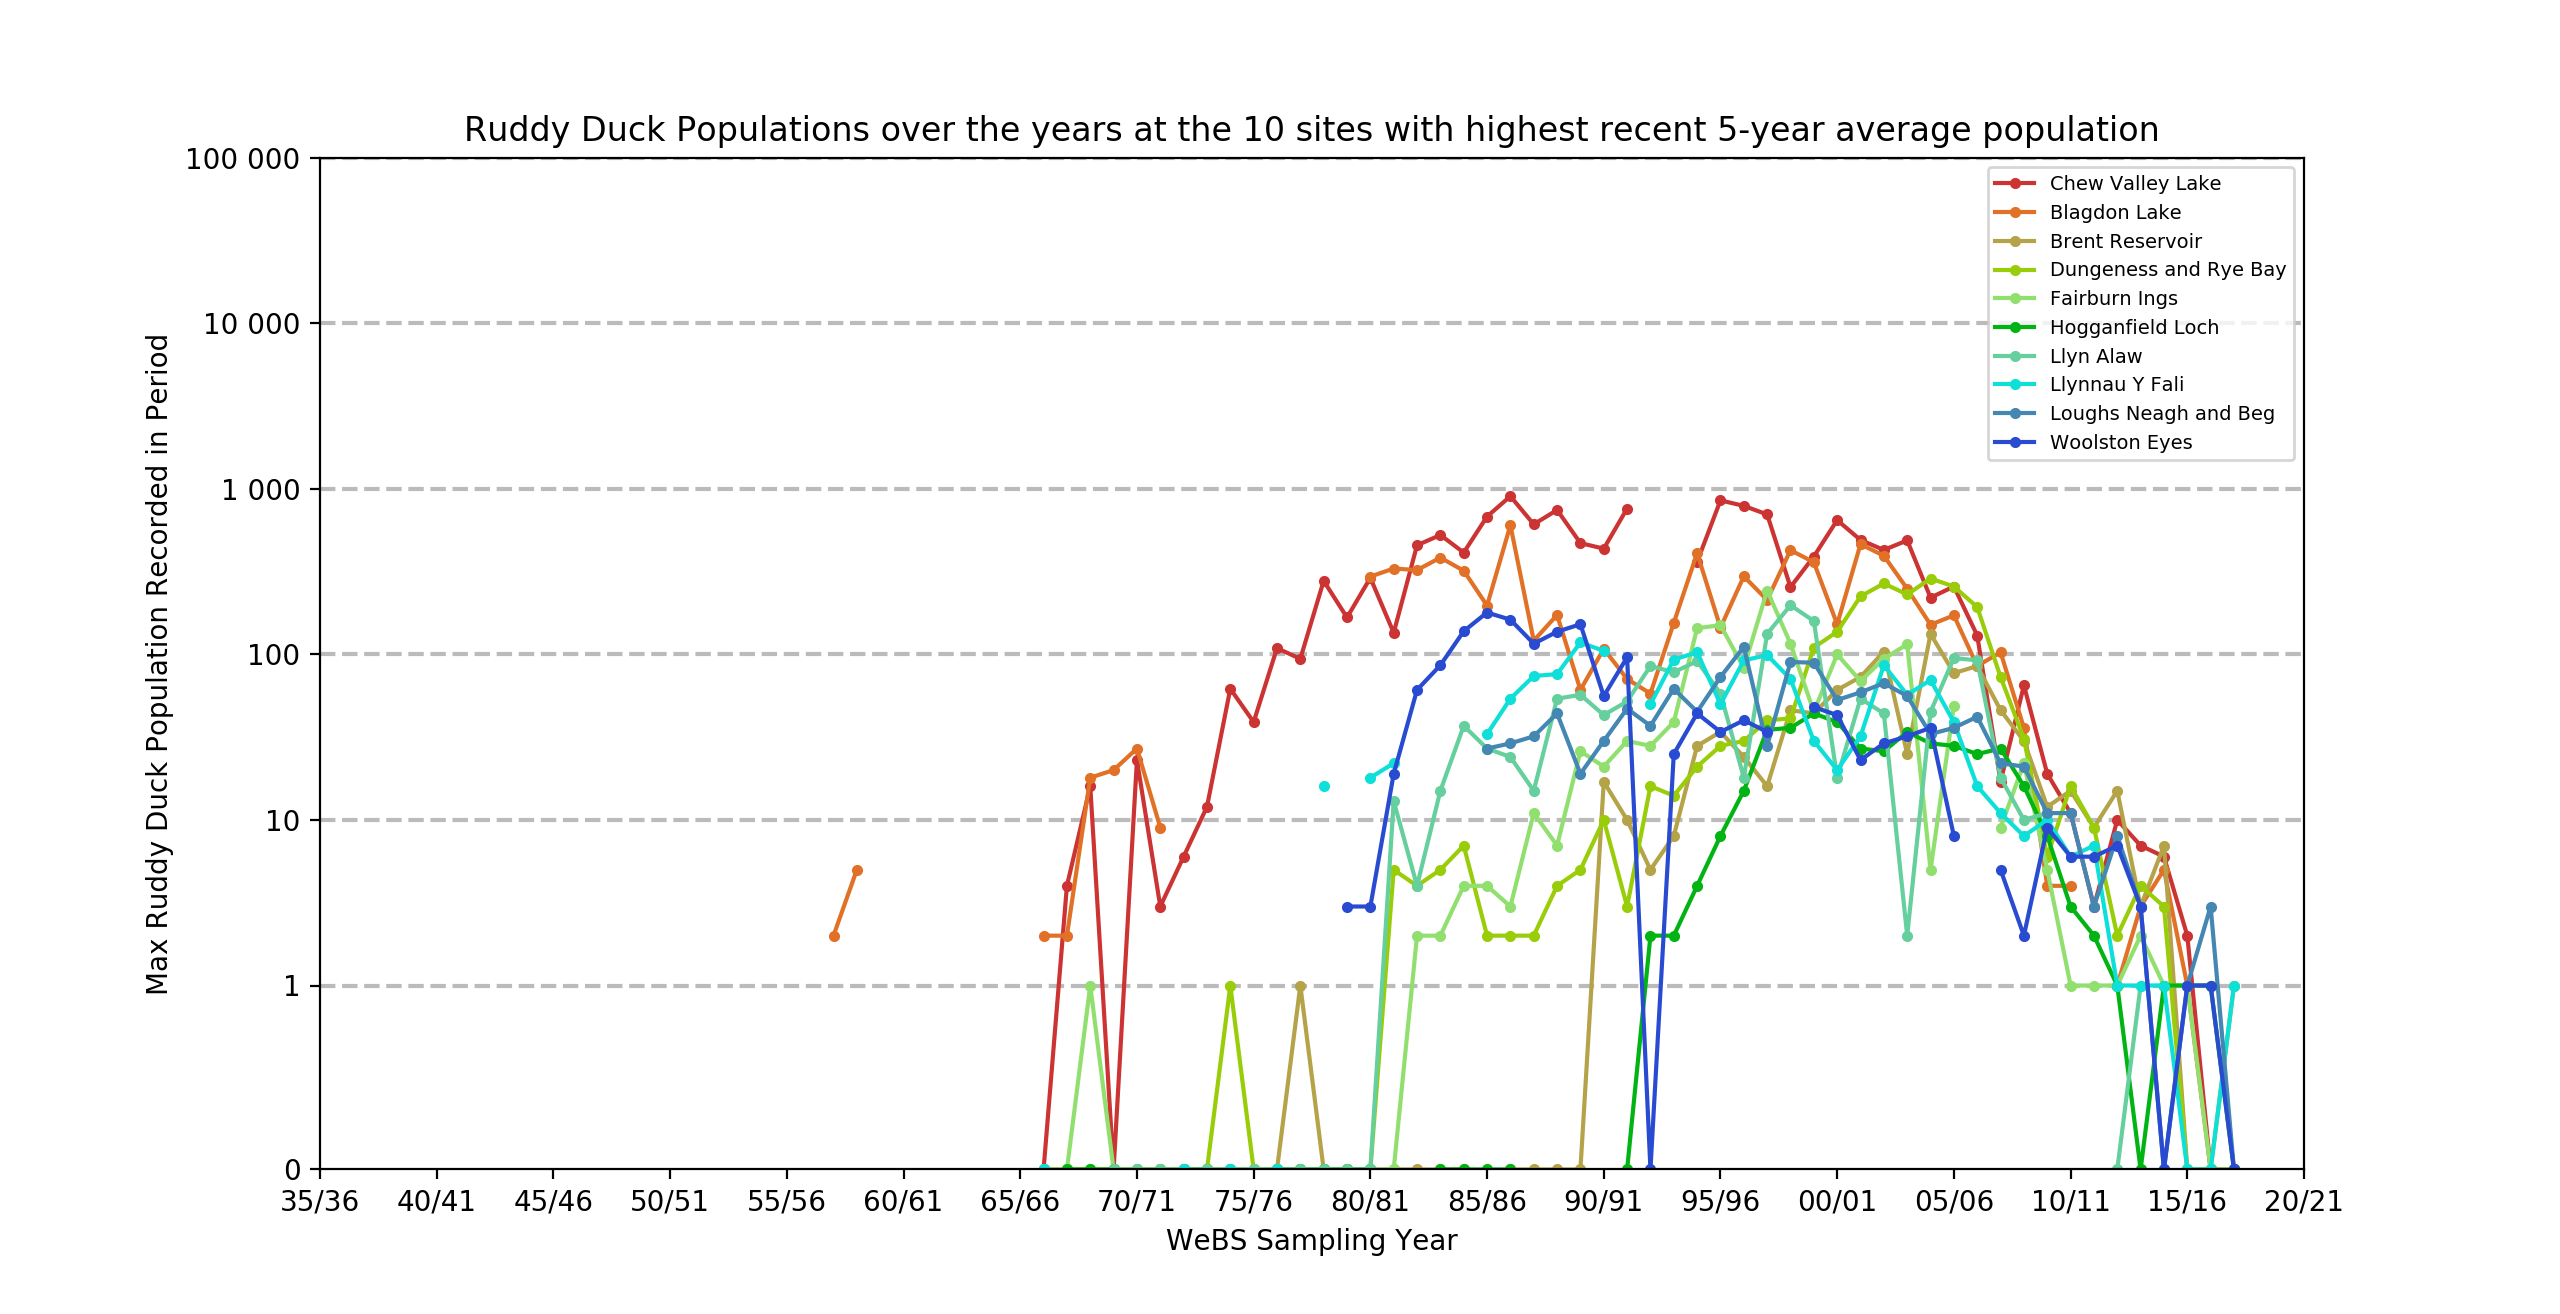 Ruddy Duck Populations over the years at the 10 sites with highest recent 5-year average population
100 000
10 000
1 000
100
10
1
0
Max Ruddy Duck Population Recorded in Period
Chew Valley Lake
Blagdon Lake
Brent Reservoir
Dungeness and Rye Bay
Fairburn Ings
Hogganfield Loch
Llyn Alaw
Llynnau Y Fali
Loughs Neagh and Beg
Woolston Eyes
35/36 40/41 45/46 50/51 55/56 60/61 65/66 70/71 75/76 80/81 85/86 90/91 95/96 00/01 05/06 10/11 15/16 20/21
WeBS Sampling Year